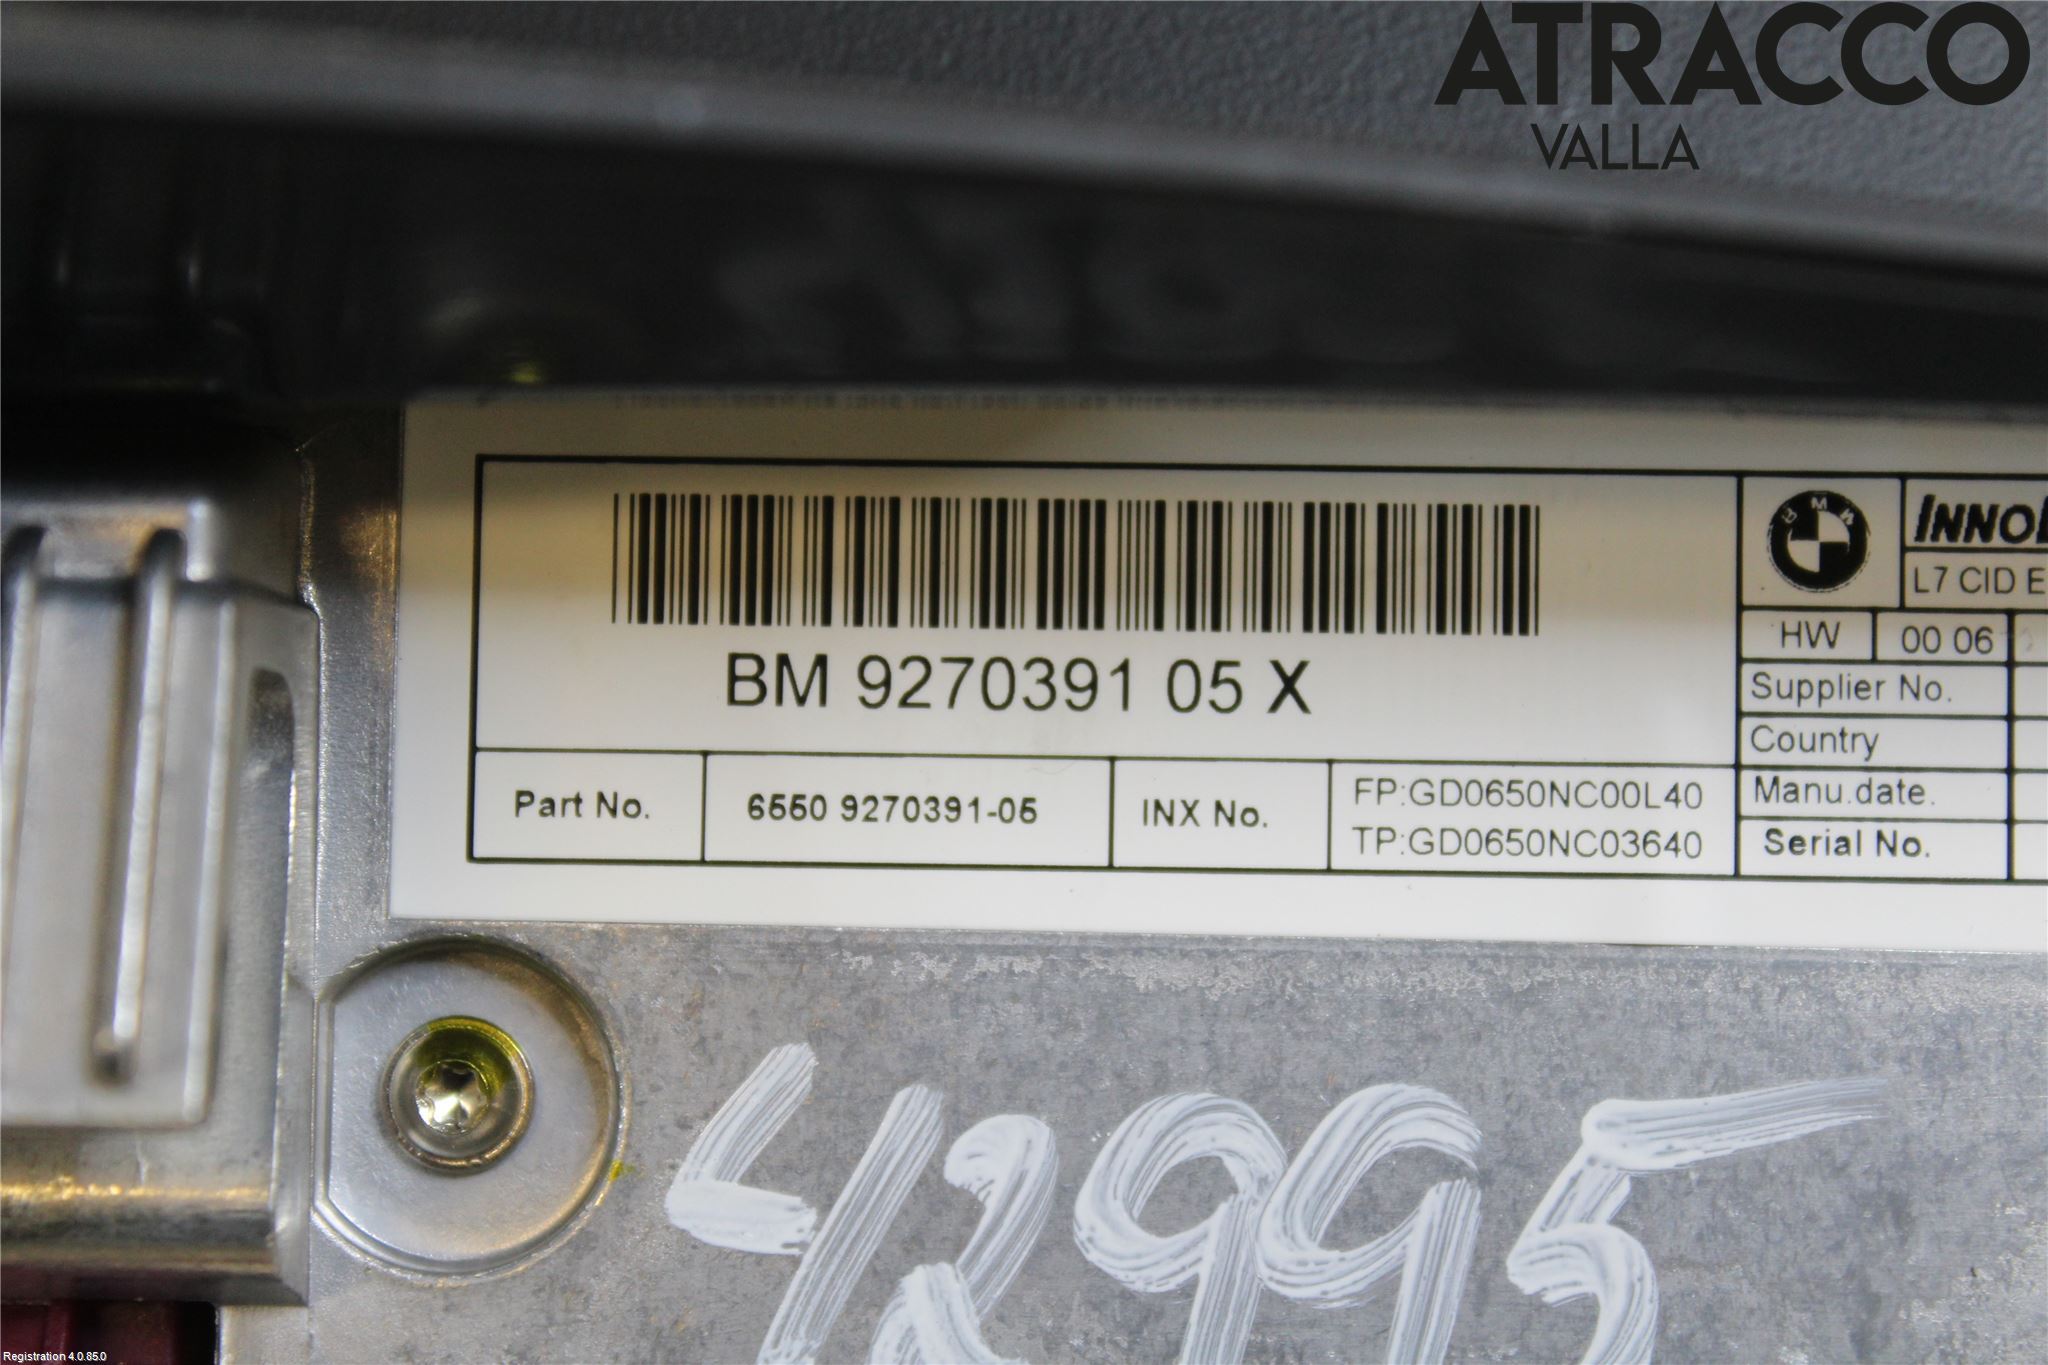 ATRACCO
VALLA
BMW
L7 CID E
HW 00 06
BM 9270391 05 X
Supplier No.
Country
Part No. 6550 9270391-05 INX No. FP:GD0650NC00L40
TP:GD0650NC03640
Manu.date.
Serial No.
42995
Registration 4.0.85.0